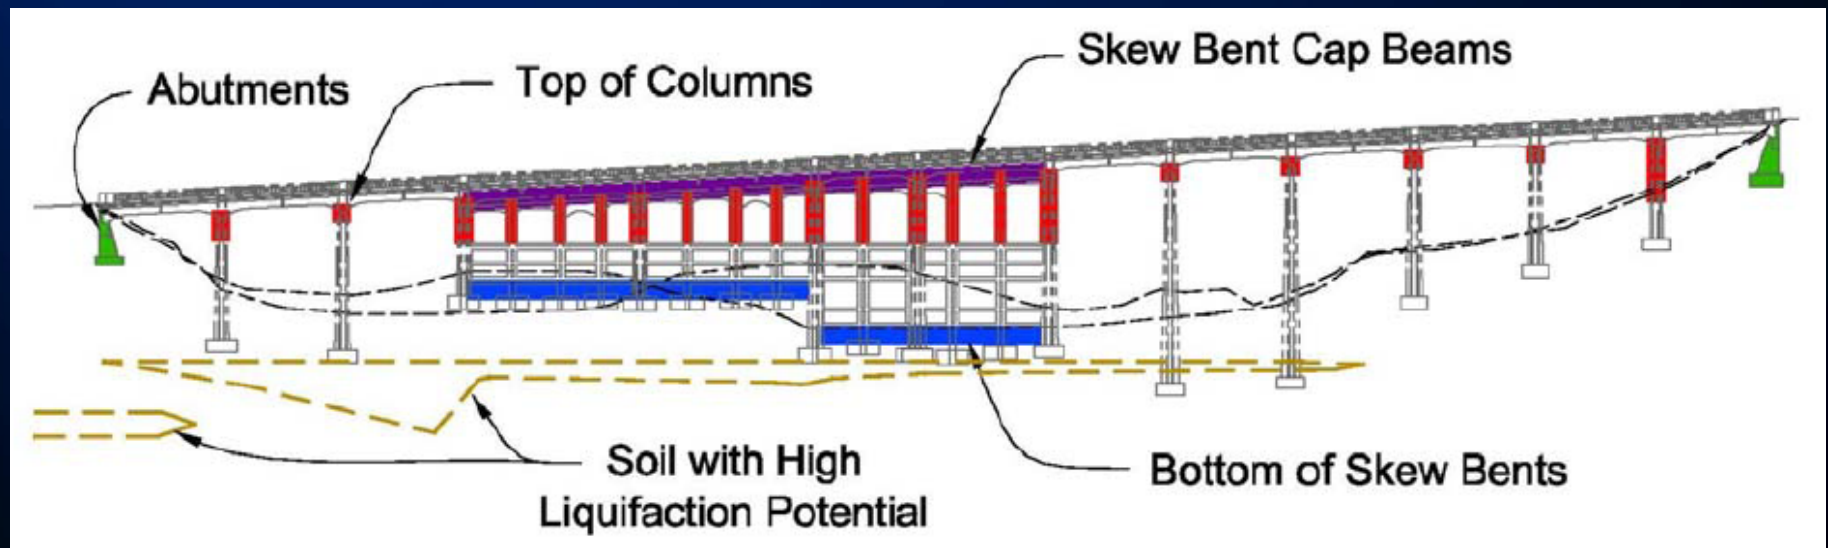 Skew Bent Cap Beams
Top of Columns
Abutments
Soil with High
Liquifaction Potential
Bottom of Skew Bents